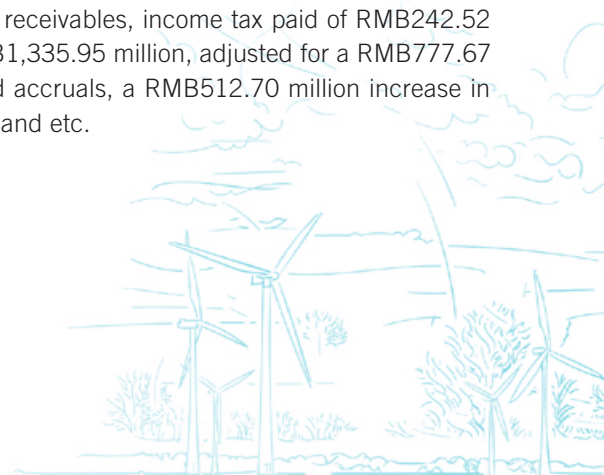 receivables, income tax paid of RMB242.52
1,335.95 million, adjusted for a RMB777.67
accruals, a RMB512.70 million increase in
and etc.